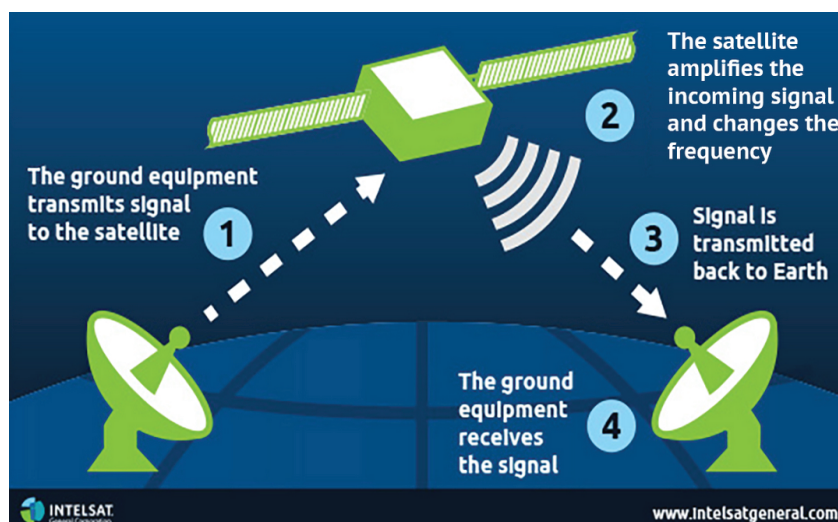 The ground equipment
transmits signal
to the satellite
1
2
The satellite
amplifies the
incoming signal
and changes the
frequency
3
Signal is
transmitted
back to Earth
The ground
equipment
receives
the signal
4
INTELSAT
General Corporation
www.intelsatgeneral.com